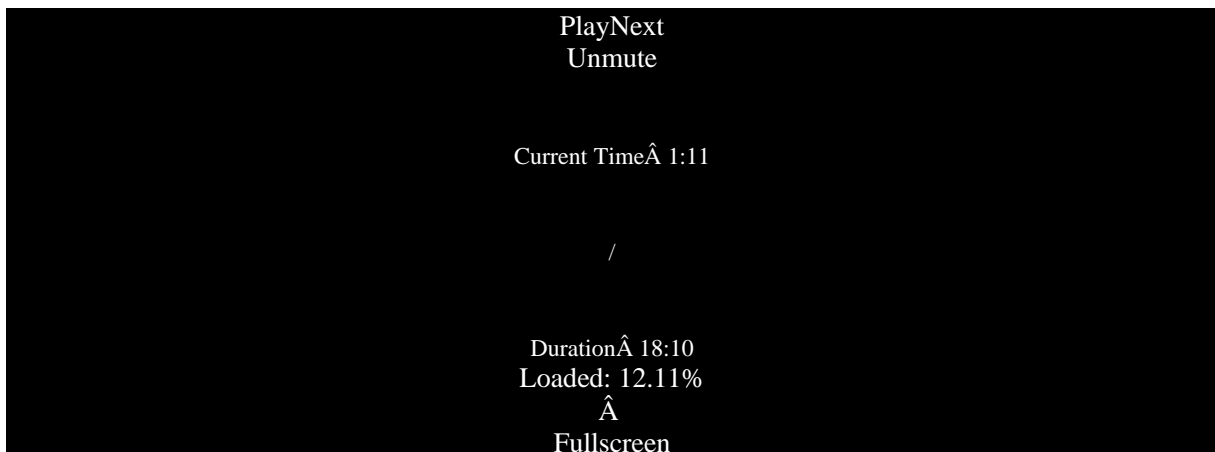 PlayNext
Unmute
Current TimeÂ 1:11
/
DurationÂ 18:10
Loaded: 12.11%
Â
Fullscreen